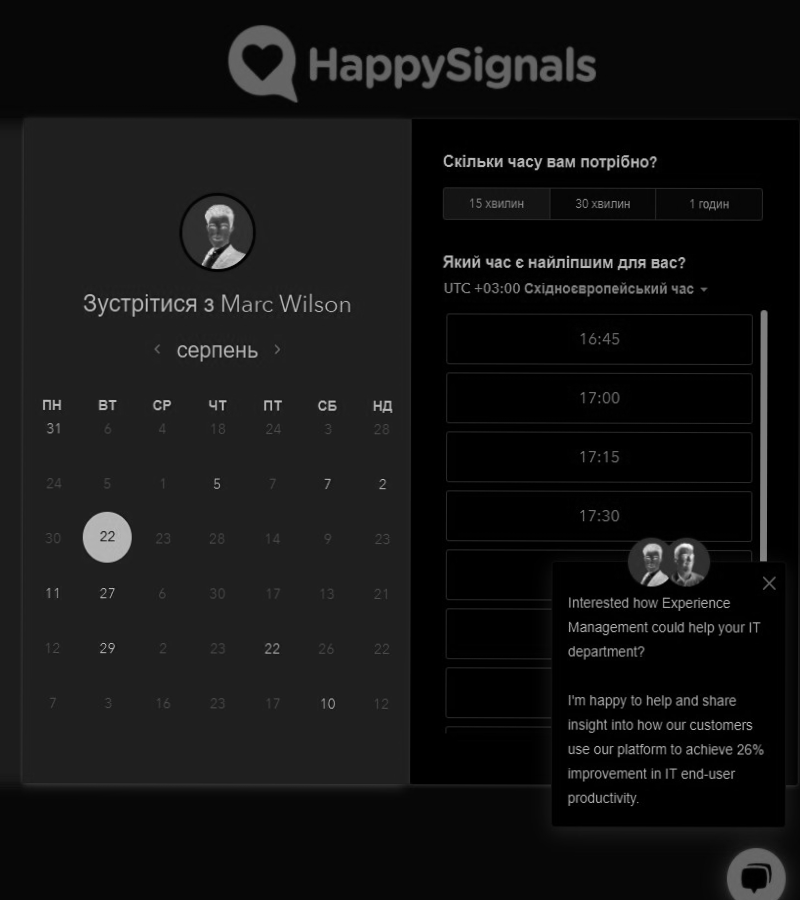 HappySignals
Зустрітися з Marc Wilson
серпень
ПН ВТ СР ЧТ ПТ СБ НД
31 6 4 18 24 3 28
24 5 1 5 7 7 2
30 22 23 28 14 9 23
11 27 6 30 17 13 21
12 29 2 23 22 26 22
7 3 16 23 17 10 12
Скільки часу вам потрібно?
15 хвилин 30 хвилин 1 годин
Який час є найліпшим для вас?
UTC +03:00 Східноєвропейський час
16:45
17:00
17:15
17:30
Interested how Experience
Management could help your IT
department?
I'm happy to help and share
insight into how our customers
use our platform to achieve 26%
improvement in IT end-user
productivity.